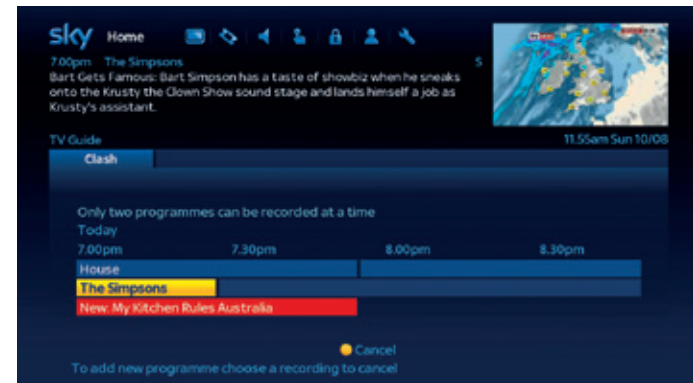 sky Home
7.00pm The Simpsons S
Bart Gets Famous: Bart Simpson has a taste of showbiz when he sneaks
onto the Krusty the Clown Show sound stage and lands himself a job as
Krusty's assistant.
TV Guide 11.55am Sun 10/08
Clash
Only two programmes can be recorded at a time
Today
7.00pm 7.30pm 8.00pm 8.30pm
House
The Simpsons
New: My Kitchen Rules Australia
Cancel
To add new programme choose a recording to cancel